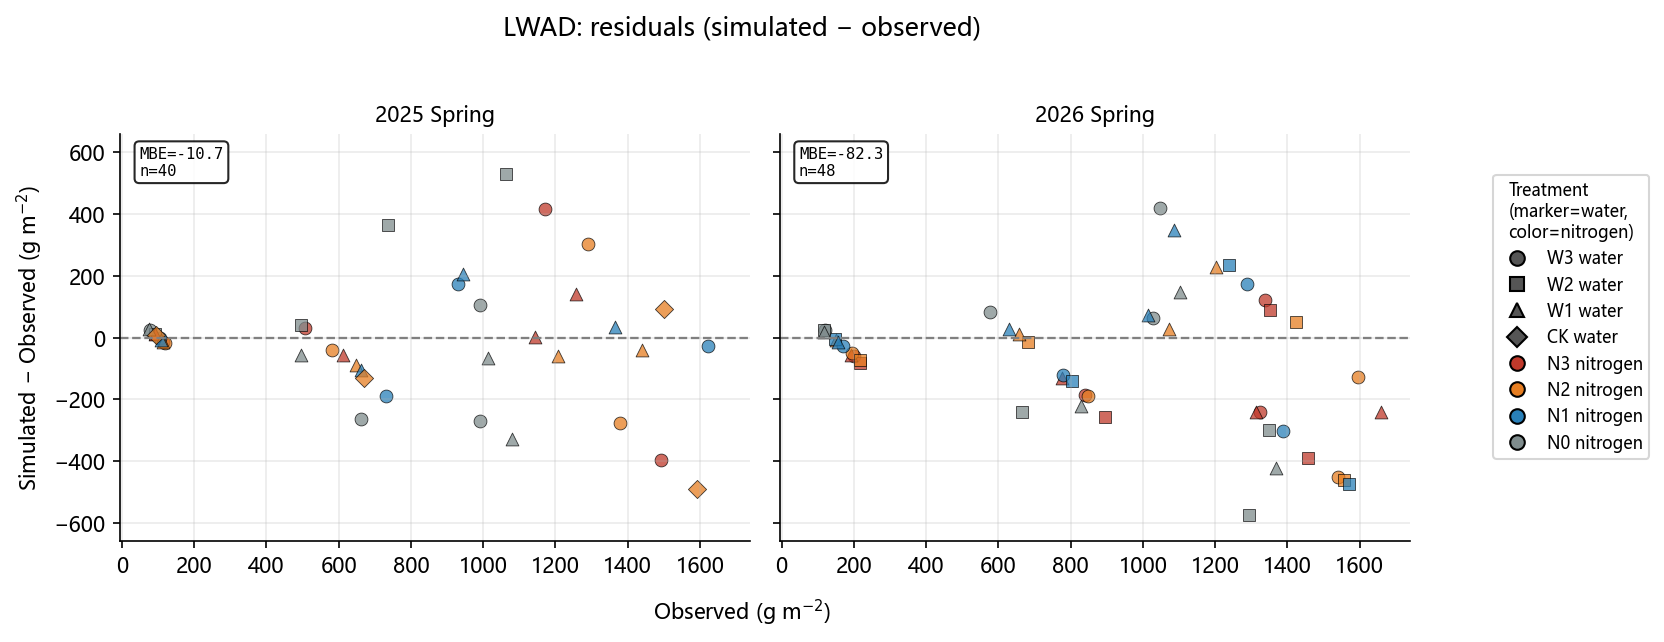 LWAD: residuals (simulated − observed)
2025 Spring
2026 Spring
MBE=-10.7
n=40
MBE=-82.3
n=48
Simulated − Observed (g m⁻²)
600
400
200
0
−200
−400
−600
0 200 400 600 800 1000 1200 1400 1600
0 200 400 600 800 1000 1200 1400 1600
Observed (g m⁻²)
Treatment
(marker=water,
color=nitrogen)
W3 water
W2 water
W1 water
CK water
N3 nitrogen
N2 nitrogen
N1 nitrogen
N0 nitrogen